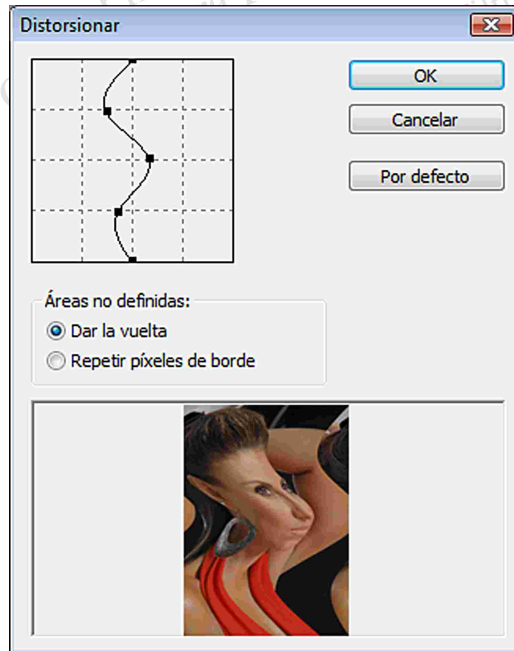 Distorsionar
OK
Cancelar
Por defecto
Áreas no definidas:
Dar la vuelta
Repetir píxeles de borde